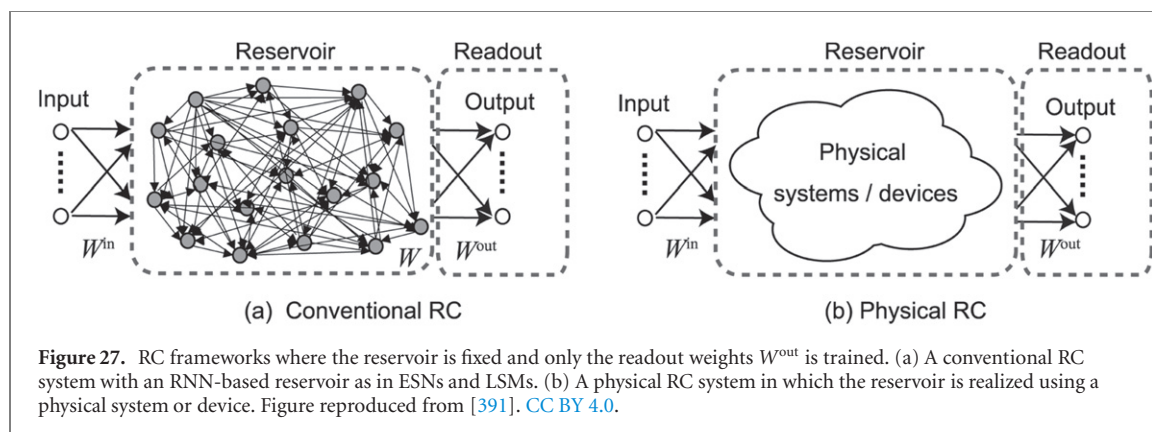 Reservoir
Readout
Input
Output
W^in
W
W^out
(a) Conventional RC
Reservoir
Readout
Input
Output
Physical
systems / devices
W^in
W^out
(b) Physical RC
Figure 27. RC frameworks where the reservoir is fixed and only the readout weights W^out is trained. (a) A conventional RC
system with an RNN-based reservoir as in ESNs and LSMs. (b) A physical RC system in which the reservoir is realized using a
physical system or device. Figure reproduced from [391]. CC BY 4.0.